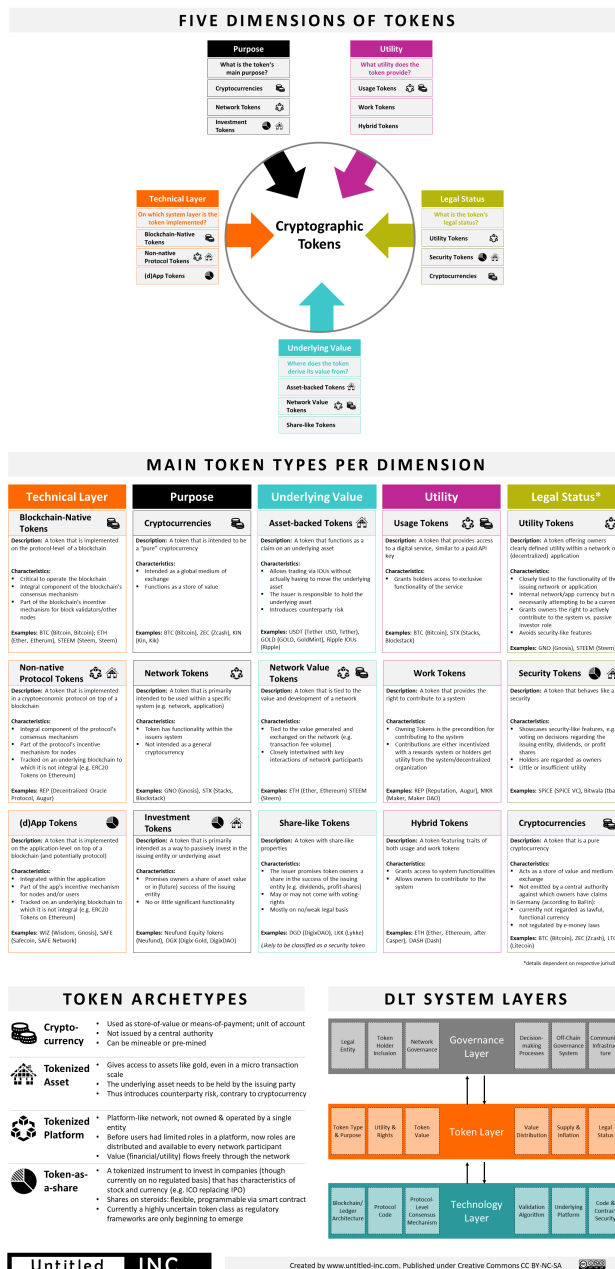 FIVE DIMENSIONS OF TOKENS
Purpose
What is the token's
main purpose?
Cryptocurrencies
Network Tokens
Investment
Tokens
Utility
What utility does the
token provide?
Usage Tokens
Work Tokens
Hybrid Tokens
Technical Layer
On which system layer is the
token implemented?
Blockchain-Native
Tokens
Non-native
Protocol Tokens
(d)App Tokens
Cryptographic
Tokens
Legal Status
What is the token's
legal status?
Utility Tokens
Security Tokens
Cryptocurrencies
Underlying Value
Where does the token
derive its value from?
Asset-backed Tokens
Network Value
Tokens
Share-like Tokens
MAIN TOKEN TYPES PER DIMENSION
Technical Layer
Blockchain-Native
Tokens
Description: A token that is implemented
on the protocol-level of a blockchain
Characteristics:
• Critical to operate the blockchain
• Integral component of the blockchain's
consensus mechanism
• Part of the blockchain's incentive
mechanism for block validators/other
nodes
Examples: BTC (Bitcoin, Bitcoin); ETH
(Ether, Etherum), STEEM (Steem, Steem)
Non-native
Protocol Tokens
Description: A token that is implemented
in a cryptoeconomic protocol on top of a
blockchain
Characteristics:
• Integral component of the protocol's
consensus mechanism
• Part of the protocol's incentive
mechanism for nodes
• Tracked on an underlying blockchain to
which it is not integral (e.g. ERC20
Tokens on Ethereum)
Examples: REP (Decentralized Oracle
Protocol, Augur)
(d)App Tokens
Description: A token that is implemented
on the application-level on top of a
blockchain (and potentially protocol)
Characteristics:
• Integrated within the application
• Part of the app's incentive mechanism
for nodes and/or users
• Tracked on an underlying blockchain to
which it is not integral (e.g. ERC20
Tokens on Ethereum)
Examples: WIZ (Wisdom, Gnosis), SAFE
(Safecoin, SAFE Network)
Purpose
Cryptocurrencies
Description: A token that is intended to be
a "pure" cryptocurrency
Characteristics:
• Intended as a global medium of
exchange
• Functions as a store of value
Examples: BTC (Bitcoin), ZEC (Zcash), KIN
(Kin, Kik)
Network Tokens
Description: A token that is primarily
intended to be used within a specific
system (e.g. network, application)
Characteristics:
• Token has functionality within the
issuers system
• Not intended as a general
cryptocurrency
Examples: GNO (Gnosis), STX (Stacks,
Blockstack)
Investment
Tokens
Description: A token that is primarily
intended as a way to passively invest in the
issuing entity or underlying asset
Characteristics:
• Promises owners a share of asset value
or in (future) success of the issuing
entity
• No or little significant functionality
Examples: Neufund Equity Tokens
(Neufund), DGX (Digix Gold, DigixDAO)
Underlying Value
Asset-backed Tokens
Description: A token that functions as a
claim on an underlying asset
Characteristics:
• Allows trading via IOUs without
actually having to move the underlying
asset
• The issuer is responsible to hold the
underlying asset
• Introduces counterparty risk
Examples: USDT (Tether USD, Tether),
GOLD (GOLD, GoldMint), Ripple IOUs
(Ripple)
Network Value
Tokens
Description: A token that is tied to the
value and development of a network
Characteristics:
• Tied to the value generated and
exchanged on the network (e.g.
transaction fee volume)
• Closely intertwined with key
interactions of network participants
Examples: ETH (Ether, Ethereum) STEEM
(Steem)
Share-like Tokens
Description: A token with share-like
properties
Characteristics:
• The issuer promises token owners a
share in the success of the issuing
entity (e.g. dividends, profit-shares)
• May or may not come with voting-
rights
• Mostly on no/weak legal basis
Examples: DGD (DigixDAO), LKK (Lykke)
Likely to be classified as a security token
Utility
Usage Tokens
Description: A token that provides access
to a digital service, similar to a paid API
key
Characteristics:
• Grants holders access to exclusive
functionality of the service
Examples: BTC (Bitcoin), STX (Stacks,
Blockstack)
Work Tokens
Description: A token that provides the
right to contribute to a system
Characteristics:
• Owning Tokens is the precondition for
contributing to the system
• Contributions are either incentivized
with a rewards system or holders get
utility from the system/decentralized
organization
Examples: REP (Reputation, Augur), MKR
(Maker, Maker DAO)
Hybrid Tokens
Description: A token featuring traits of
both usage and work tokens
Characteristics:
• Grants access to system functionalities
• Allows owners to contribute to the
system
Examples: ETH (Ether, Ethereum, after
Casper), DASH (Dash)
Legal Status*
Utility Tokens
Description: A token offering owners
clearly defined utility within a network o
(decentralized) application
Characteristics:
• Closely tied to the functionality of the
issuing network or application
• Internal network/app currency but n
necessarily attempting to be a curren
• Grants owners the right to actively
contribute to the system vs. passive
investor role
• Avoids security-like features
Examples: GNO (Gnosis), STEEM (Steem)
Security Tokens
Description: A token that behaves like a
security
Characteristics:
• Showcases security-like features, e.g.
voting on decisions regarding the
issuing entity, dividends, or profit
shares
• Holders are regarded as owners
• Little or insufficient utility
Examples: SPICE (SPICE VC), Bitwala (tba
Cryptocurrencies
Description: A token that is a pure
cryptocurrency
Characteristics:
• Acts as a store of value and medium
exchange
• Not emitted by a central authority
against which owners have claims
In Germany (according to BaFin):
• currently not regarded as lawful,
functional currency
• not regulated by e-money laws
Examples: BTC (Bitcoin), ZEC (Zcash), LTC
(Litecoin)
*details dependent on respective jurisdi
TOKEN ARCHETYPES
Crypto-
currency
• Used as store-of-value or means-of-payment; unit of account
• Not issued by a central authority
• Can be mineable or pre-mined
Tokenized
Asset
• Gives access to assets like gold, even in a micro transaction
scale
• The underlying asset needs to be held by the issuing party
• Thus introduces counterparty risk, contrary to cryptocurrency
Tokenized
Platform
• Platform-like network, not owned & operated by a single
entity
• Before users had limited roles in a platform, now roles are
distributed and available to every network participant
• Value (financial/utility) flows freely through the network
Token-as-
a-share
• A tokenized instrument to invest in companies (though
currently on no regulated basis) that has characteristics of
stock and currency (e.g. ICO replacing IPO)
• Shares on steroids: flexible, programmable via smart contract
• Currently a highly uncertain token class as regulatory
frameworks are only beginning to emerge
DLT SYSTEM LAYERS
Legal
Entity
Token
Holder
Inclusion
Network
Governance
Governance
Layer
Decision-
making
Processes
Off-Chain
Governance
System
Communi
Infrastruc
ture
Token Type
& Purpose
Utility &
Rights
Token
Value
Token Layer
Value
Distribution
Supply &
Inflation
Legal
Status
Blockchain/
Ledger
Architecture
Protocol
Code
Protocol-
Level
Consensus
Mechanism
Technology
Layer
Validation
Algorithm
Underlying
Platform
Code &
Contract
Security
Untitled INC
Created by www.untitled-inc.com. Published under Creative Commons CC BY-NC-SA